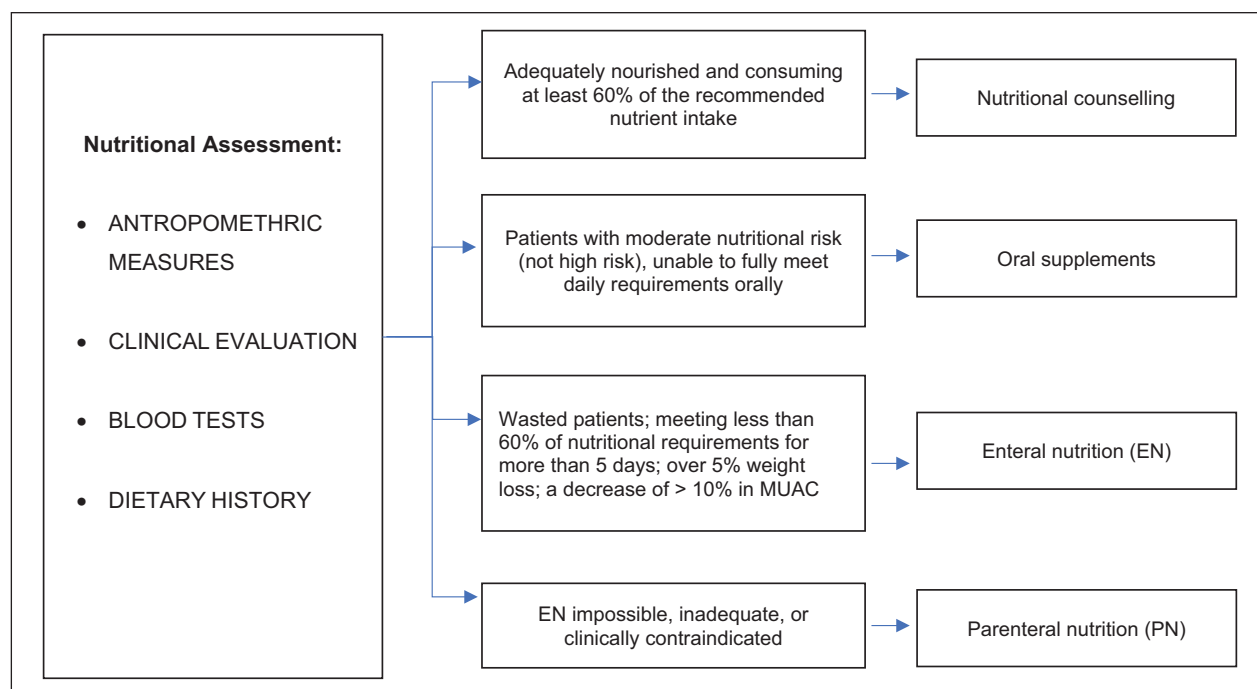 Nutritional Assessment:
• ANTROPOMETHRIC
MEASURES
• CLINICAL EVALUATION
• BLOOD TESTS
• DIETARY HISTORY
Adequately nourished and consuming
at least 60% of the recommended
nutrient intake
Nutritional counselling
Patients with moderate nutritional risk
(not high risk), unable to fully meet
daily requirements orally
Oral supplements
Wasted patients; meeting less than
60% of nutritional requirements for
more than 5 days; over 5% weight
loss; a decrease of > 10% in MUAC
Enteral nutrition (EN)
EN impossible, inadequate, or
clinically contraindicated
Parenteral nutrition (PN)